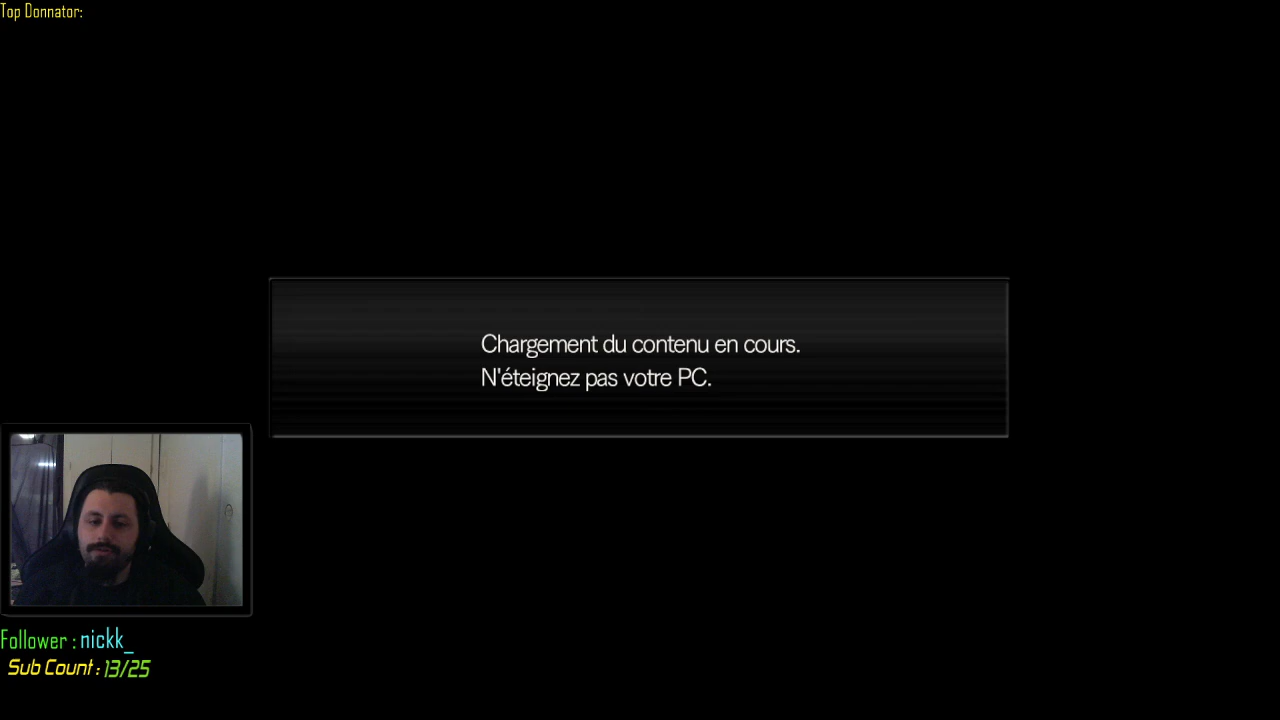 Top Donnator:
Chargement du contenu en cours.
N'éteignez pas votre PC.
Follower : nickk_
Sub Count : 13/25